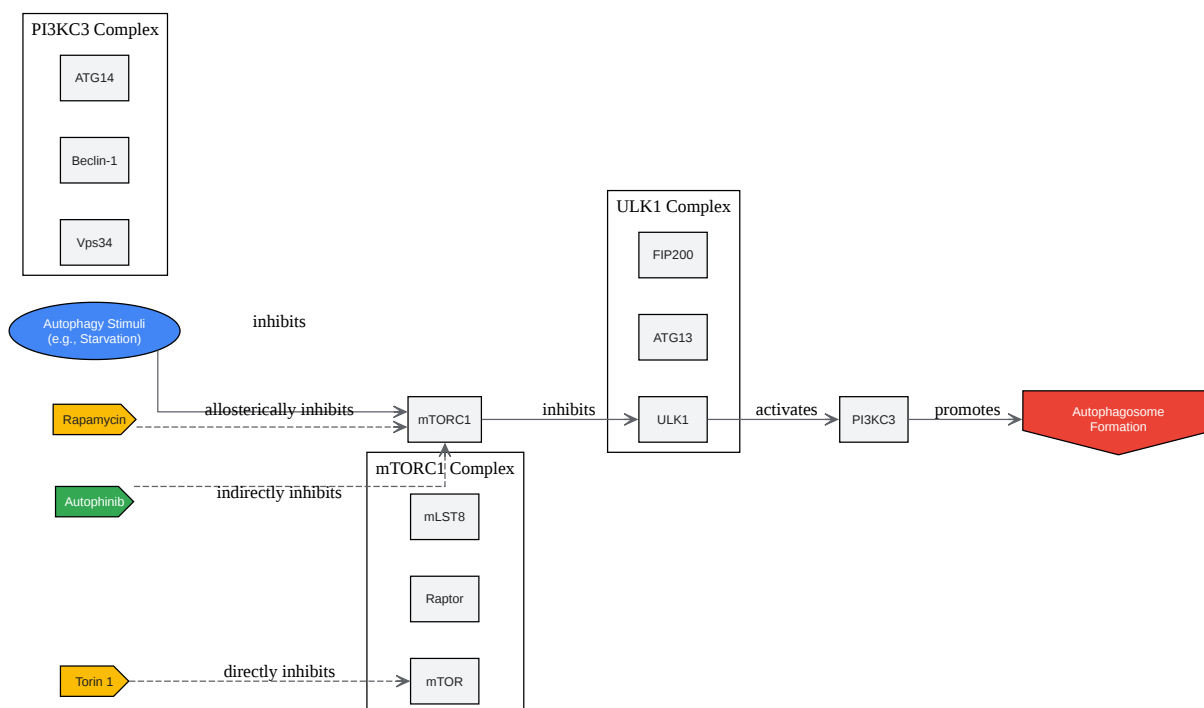 PI3KC3 Complex
ATG14
Beclin-1
Vps34
ULK1 Complex
FIP200
ATG13
Autophagy Stimuli
(e.g., Starvation)
inhibits
Rapamycin
allosterically inhibits
mTORC1
inhibits
ULK1
activates
PI3KC3
promotes
Autophagosome
Formation
mTORC1 Complex
Autophinib
indirectly inhibits
mLST8
Raptor
Torin 1
directly inhibits
mTOR